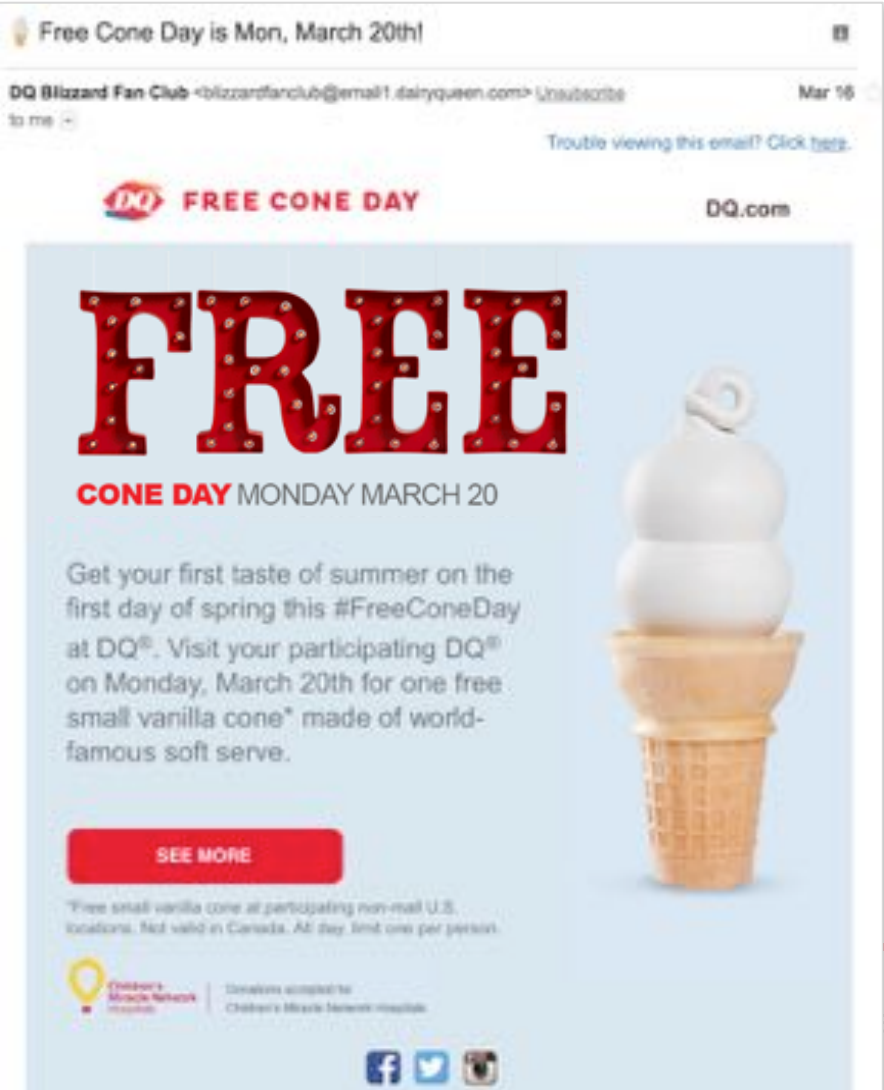 Free Cone Day is Mon, March 20th!
DQ Blizzard Fan Club <blizzardfanclub@email1.dairyqueen.com> Unsubscribe
Mar 16
to me
Trouble viewing this email? Click here.
DQ FREE CONE DAY
DQ.com
FREE
CONE DAY MONDAY MARCH 20
Get your first taste of summer on the
first day of spring this #FreeConeDay
at DQ®. Visit your participating DQ®
on Monday, March 20th for one free
small vanilla cone* made of world-
famous soft serve.
SEE MORE
*Free small vanilla cone at participating non-mall U.S.
locations. Not valid in Canada. All day, limit one per person.
Children's
Miracle Network
Hospitals
Donations accepted for
Children's Miracle Network Hospitals